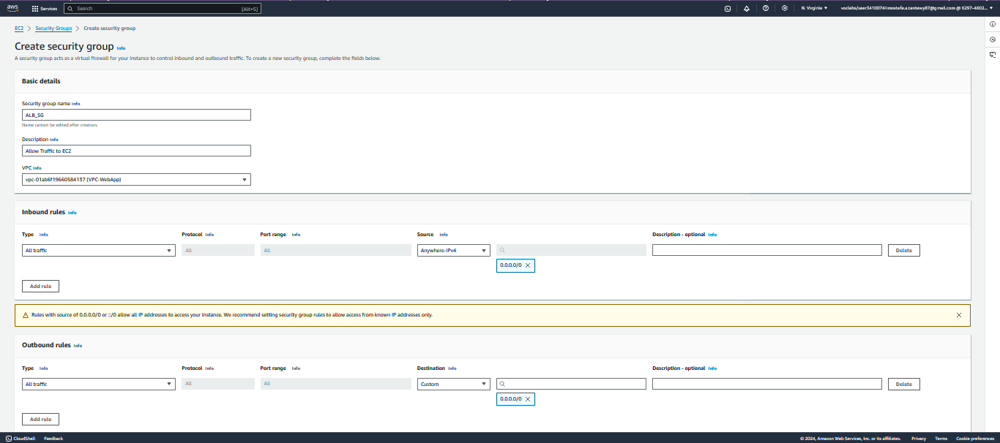 aws Services Search [Alt+S] N. Virginia voclabs/user3410074=mostefa.a.tantawy87@gmail.com @ 6297-4602...
EC2 > Security Groups > Create security group
Create security group Info
A security group acts as a virtual firewall for your instance to control inbound and outbound traffic. To create a new security group, complete the fields below.
Basic details
Security group name Info
ALB_SG
Name cannot be edited after creation.
Description Info
Allow Traffic to EC2
VPC Info
vpc-01ab6f19660584137 (VPC-WebApp)
Inbound rules Info
Type Info Protocol Info Port range Info Source Info Description - optional Info
All traffic All All Anywhere-IPv4 Delete
0.0.0.0/0
Add rule
Rules with source of 0.0.0.0/0 or ::/0 allow all IP addresses to access your instance. We recommend setting security group rules to allow access from known IP addresses only.
Outbound rules Info
Type Info Protocol Info Port range Info Destination Info Description - optional Info
All traffic All All Custom Delete
0.0.0.0/0
Add rule
CloudShell Feedback © 2024, Amazon Web Services, Inc. or its affiliates. Privacy Terms Cookie preferences